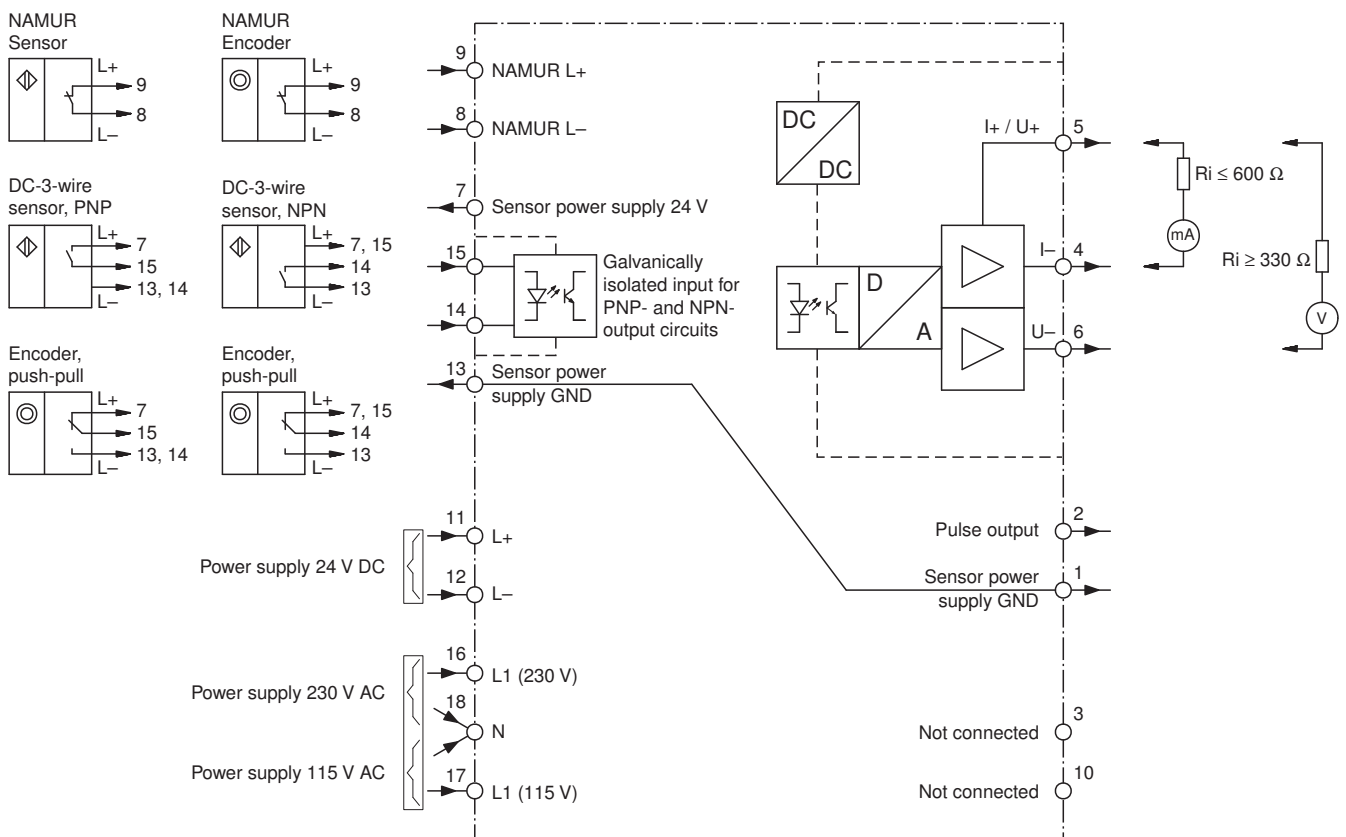 NAMUR
Sensor
L+
9
8
L–
NAMUR
Encoder
L+
9
8
L–
DC-3-wire
sensor, PNP
L+
7
15
13, 14
L–
DC-3-wire
sensor, NPN
L+
7, 15
14
13
L–
Encoder,
push-pull
L+
7
15
13, 14
L–
Encoder,
push-pull
L+
7, 15
14
13
L–
9
NAMUR L+
8
NAMUR L–
7
Sensor power supply 24 V
15
14
Galvanically
isolated input for
PNP- and NPN-
output circuits
13
Sensor power
supply GND
11
L+
Power supply 24 V DC
12
L–
16
L1 (230 V)
Power supply 230 V AC
18
N
Power supply 115 V AC
17
L1 (115 V)
DC
DC
D
A
I+ / U+
5
I–
4
U–
6
Ri ≤ 600 Ω
mA
Ri ≥ 330 Ω
V
Pulse output
2
Sensor power
supply GND
1
Not connected
3
Not connected
10